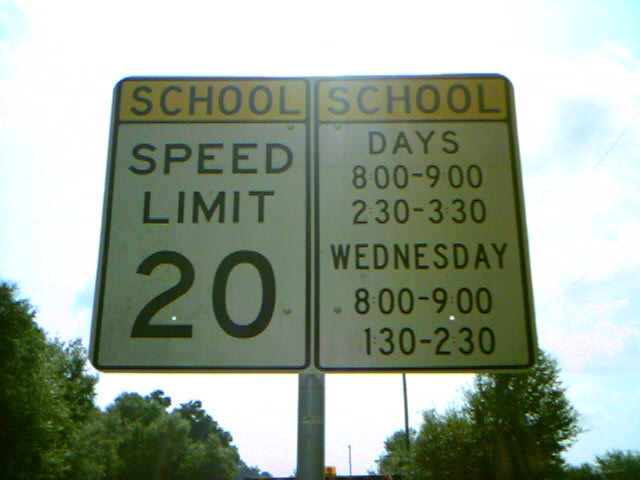 SCHOOL
SPEED
LIMIT
20
SCHOOL
DAYS
8:00-9:00
2:30-3:30
WEDNESDAY
8:00-9:00
1:30-2:30